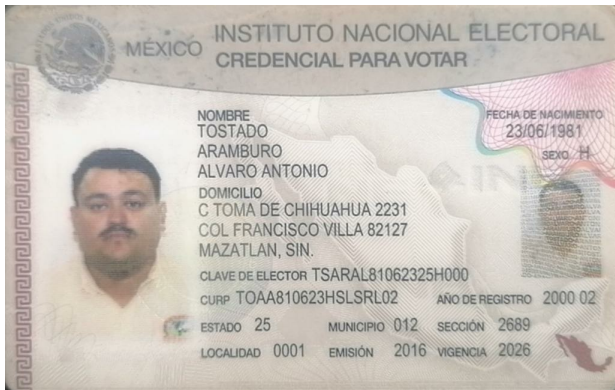 MÉXICO INSTITUTO NACIONAL ELECTORAL
CREDENCIAL PARA VOTAR
NOMBRE
TOSTADO
ARAMBURO
ALVARO ANTONIO
FECHA DE NACIMIENTO
23/06/1981
SEXO H
DOMICILIO
C TOMA DE CHIHUAHUA 2231
COL FRANCISCO VILLA 82127
MAZATLAN, SIN.
CLAVE DE ELECTOR TSARAL81062325H000
CURP TOAA810623HSLSRL02 AÑO DE REGISTRO 2000 02
ESTADO 25 MUNICIPIO 012 SECCIÓN 2689
LOCALIDAD 0001 EMISIÓN 2016 VIGENCIA 2026